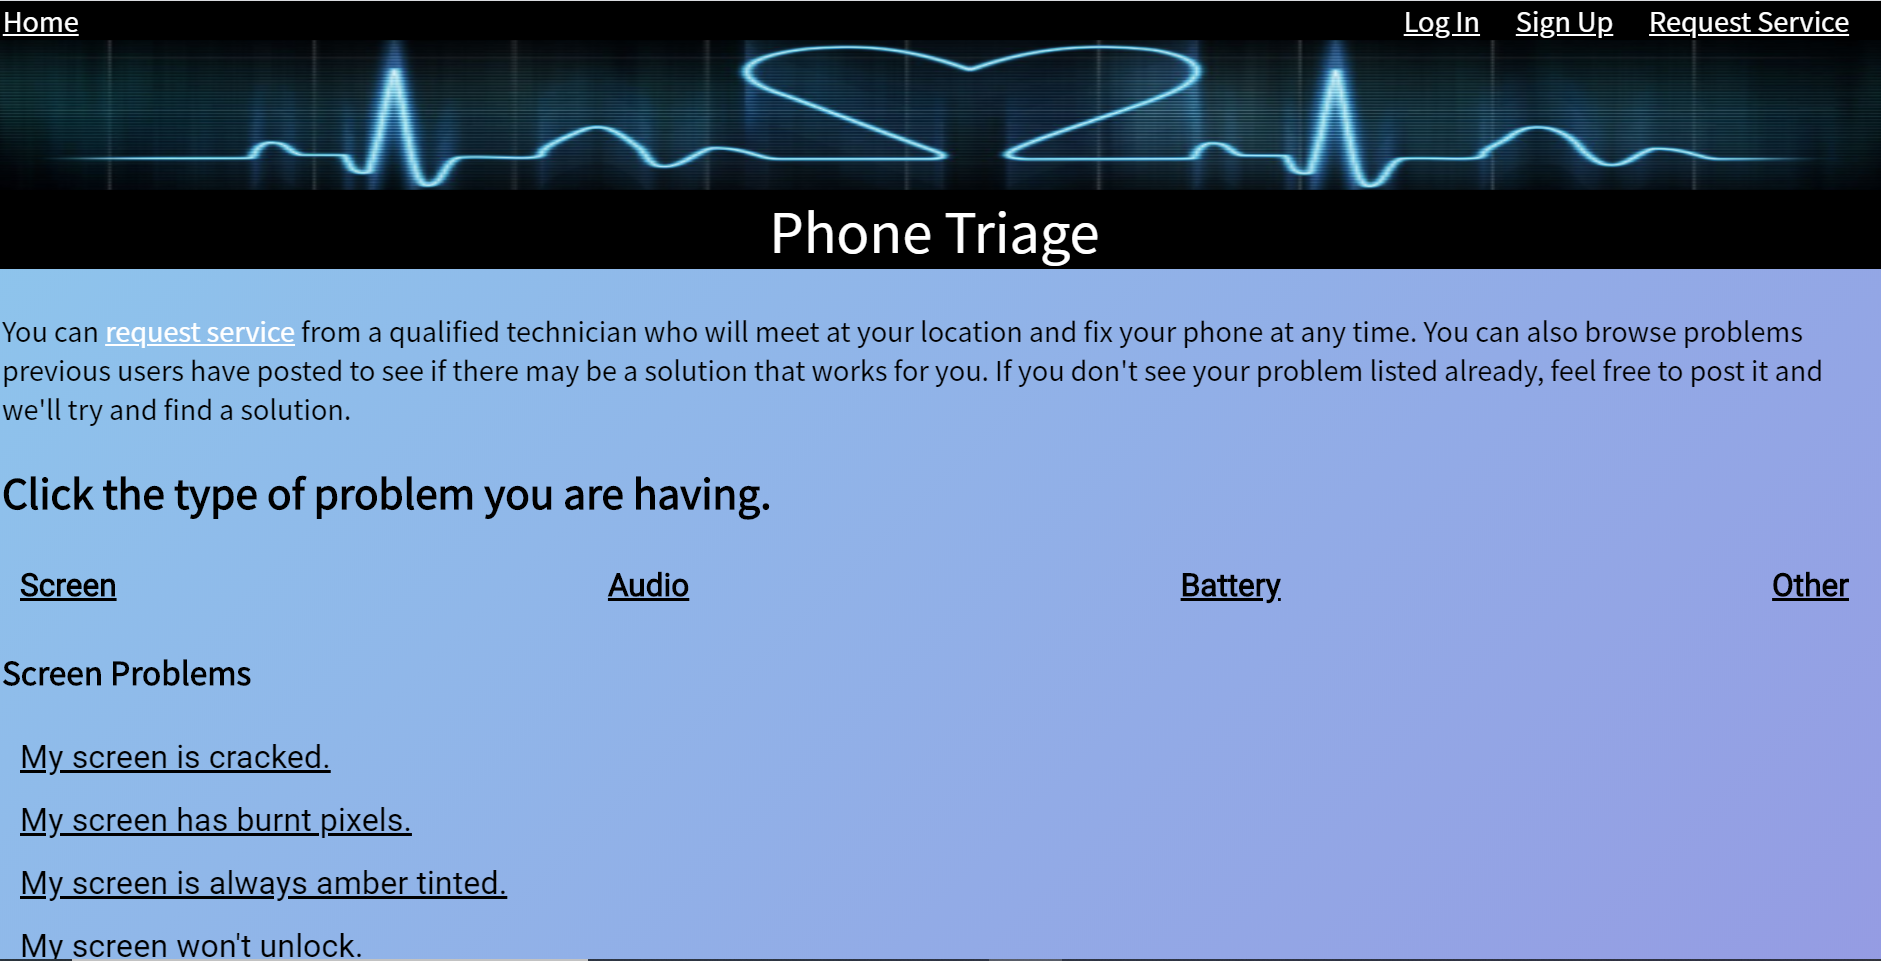 Home Log In Sign Up Request Service
Phone Triage
You can request service from a qualified technician who will meet at your location and fix your phone at any time. You can also browse problems
previous users have posted to see if there may be a solution that works for you. If you don't see your problem listed already, feel free to post it and
we'll try and find a solution.
Click the type of problem you are having.
Screen Audio Battery Other
Screen Problems
My screen is cracked.
My screen has burnt pixels.
My screen is always amber tinted.
My screen won't unlock.